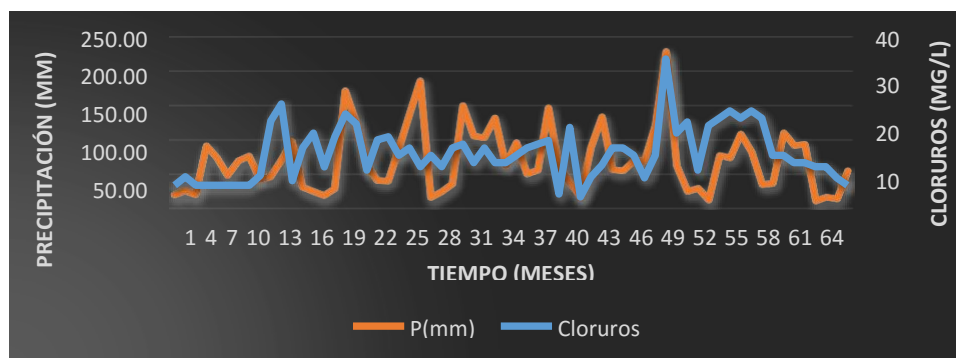 PRECIPITACIÓN (MM)
250.00
200.00
150.00
100.00
50.00
40
30
20
10
CLORUROS (MG/L)
1 4 7 10 13 16 19 22 25 28 31 34 37 40 43 46 49 52 55 58 61 64
TIEMPO (MESES)
P(mm) Cloruros